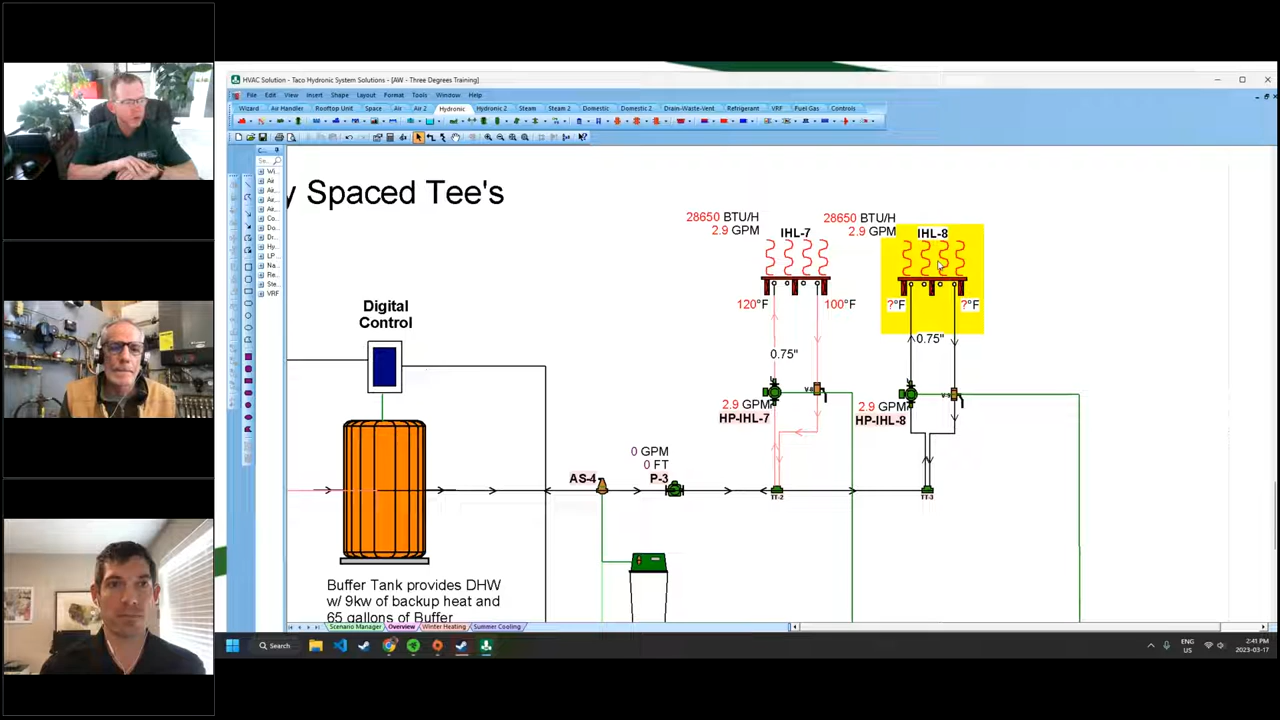 HVAC Solution - Taco Hydronic System Solutions - [AW - Three Degrees Training]
File Edit View Insert Shape Layout Format Tools Window Help
Wizard Air Handler Rooftop Unit Space Air Air 2 Hydronic Hydronic 2 Steam Steam 2 Domestic Domestic 2 Drain-Waste-Vent Refrigerant VRF Fuel Gas Controls
y Spaced Tee's
28650 BTU/H
2.9 GPM
IHL-7
28650 BTU/H
2.9 GPM
IHL-8
120°F
100°F
?°F
?°F
0.75"
0.75"
Digital
Control
2.9 GPM
HP-IHL-7
2.9 GPM
HP-IHL-8
V-8
V-9
0 GPM
0 FT
AS-4
P-3
TT-2
TT-3
Buffer Tank provides DHW
w/ 9kw of backup heat and
65 gallons of Buffer
Scenario Manager Overview Winter Heating Summer Cooling
Search
ENG
US
2:41 PM
2023-03-17